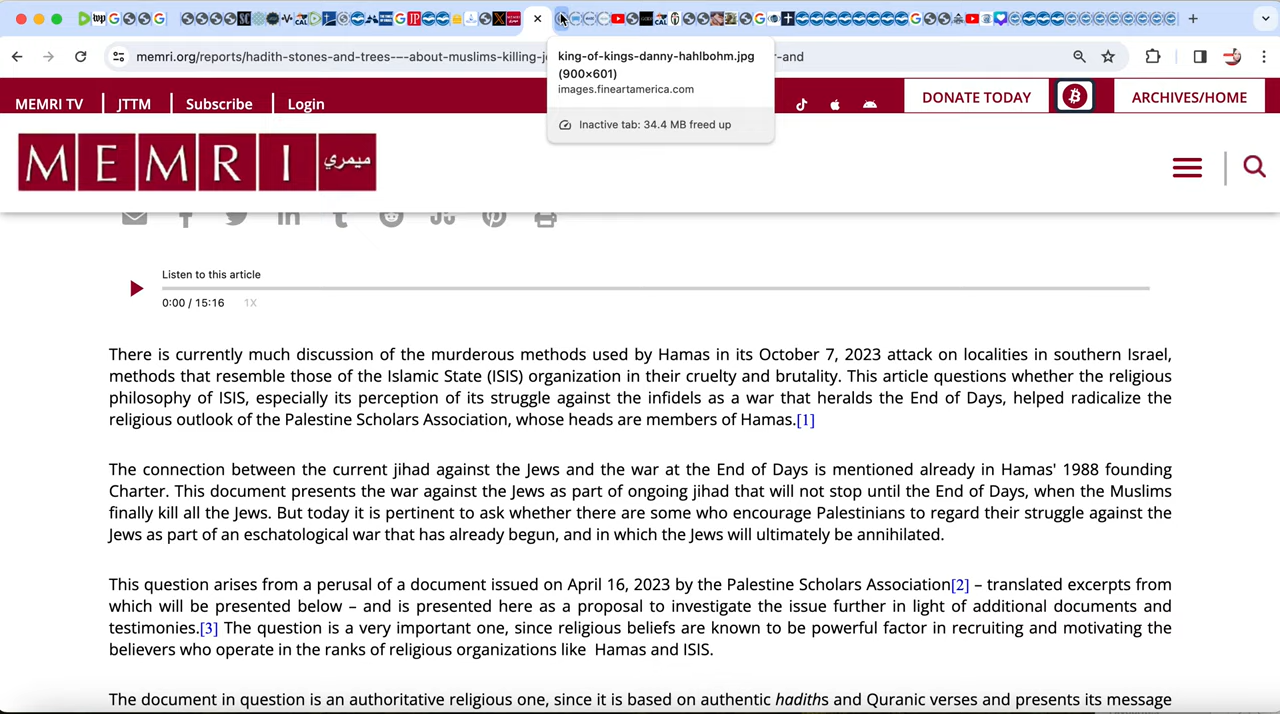 memri.org/reports/hadith-stones-and-trees-–-about-muslims-killing-j
r-and
king-of-kings-danny-hahlbohm.jpg
(900×601)
images.fineartamerica.com
Inactive tab: 34.4 MB freed up
MEMRI TV
JTTM
Subscribe
Login
DONATE TODAY
ARCHIVES/HOME
MEMRI ميمري
Listen to this article
0:00 / 15:16 1X
There is currently much discussion of the murderous methods used by Hamas in its October 7, 2023 attack on localities in southern Israel,
methods that resemble those of the Islamic State (ISIS) organization in their cruelty and brutality. This article questions whether the religious
philosophy of ISIS, especially its perception of its struggle against the infidels as a war that heralds the End of Days, helped radicalize the
religious outlook of the Palestine Scholars Association, whose heads are members of Hamas.[1]
The connection between the current jihad against the Jews and the war at the End of Days is mentioned already in Hamas' 1988 founding
Charter. This document presents the war against the Jews as part of ongoing jihad that will not stop until the End of Days, when the Muslims
finally kill all the Jews. But today it is pertinent to ask whether there are some who encourage Palestinians to regard their struggle against the
Jews as part of an eschatological war that has already begun, and in which the Jews will ultimately be annihilated.
This question arises from a perusal of a document issued on April 16, 2023 by the Palestine Scholars Association[2] – translated excerpts from
which will be presented below – and is presented here as a proposal to investigate the issue further in light of additional documents and
testimonies.[3] The question is a very important one, since religious beliefs are known to be powerful factor in recruiting and motivating the
believers who operate in the ranks of religious organizations like Hamas and ISIS.
The document in question is an authoritative religious one, since it is based on authentic hadiths and Quranic verses and presents its message